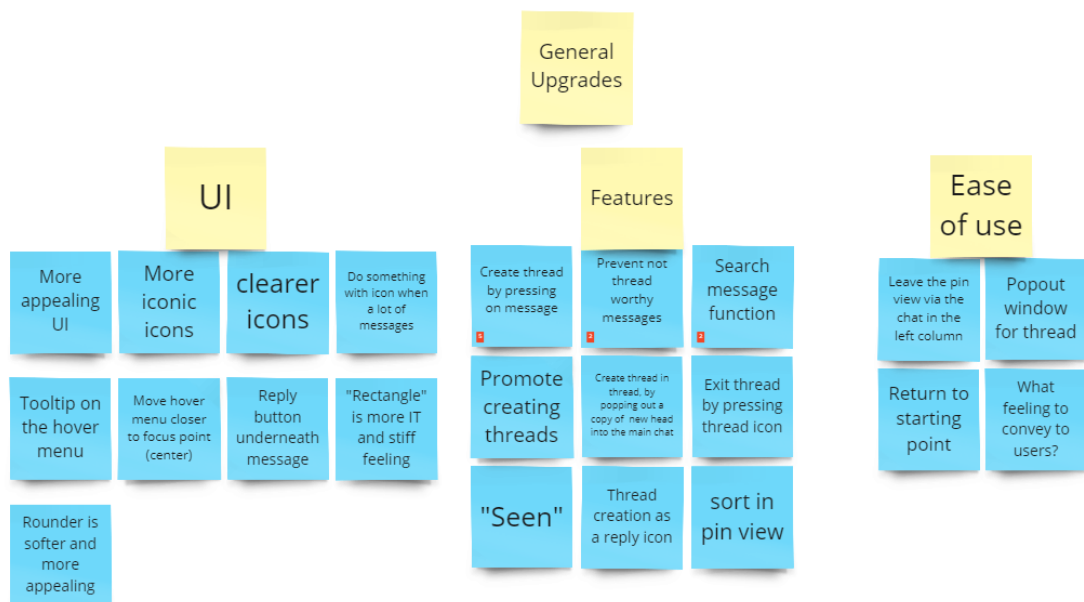 General
Upgrades
UI
More
appealing
UI
More
iconic
icons
clearer
icons
Do something
with icon when
a lot of
messages
Tooltip on
the hover
menu
Move hover
menu closer
to focus point
(center)
Reply
button
underneath
message
"Rectangle"
is more IT
and stiff
feeling
Rounder is
softer and
more
appealing
Features
Create thread
by pressing
on message
Prevent not
thread
worthy
messages
Search
message
function
Promote
creating
threads
Create thread in
thread, by
popping out a
copy of new head
into the main chat
Exit thread
by pressing
thread icon
"Seen"
Thread
creation as
a reply icon
sort in
pin view
Ease
of use
Leave the pin
view via the
chat in the
left column
Popout
window
for thread
Return to
starting
point
What
feeling to
convey to
users?